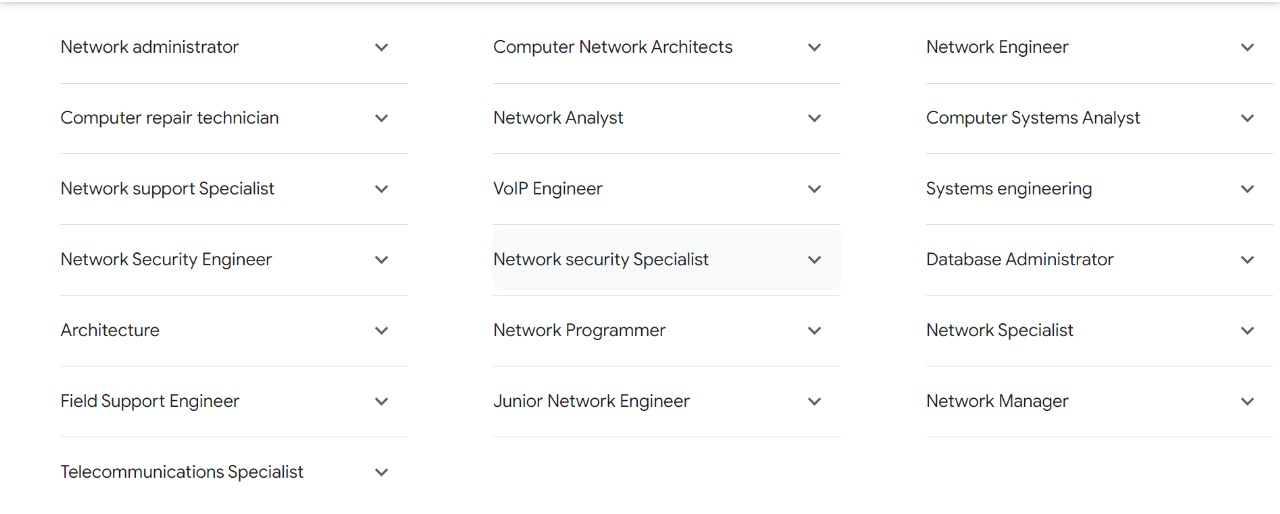 Network administrator
Computer Network Architects
Network Engineer
Computer repair technician
Network Analyst
Computer Systems Analyst
Network support Specialist
VoIP Engineer
Systems engineering
Network Security Engineer
Network security Specialist
Database Administrator
Architecture
Network Programmer
Network Specialist
Field Support Engineer
Junior Network Engineer
Network Manager
Telecommunications Specialist